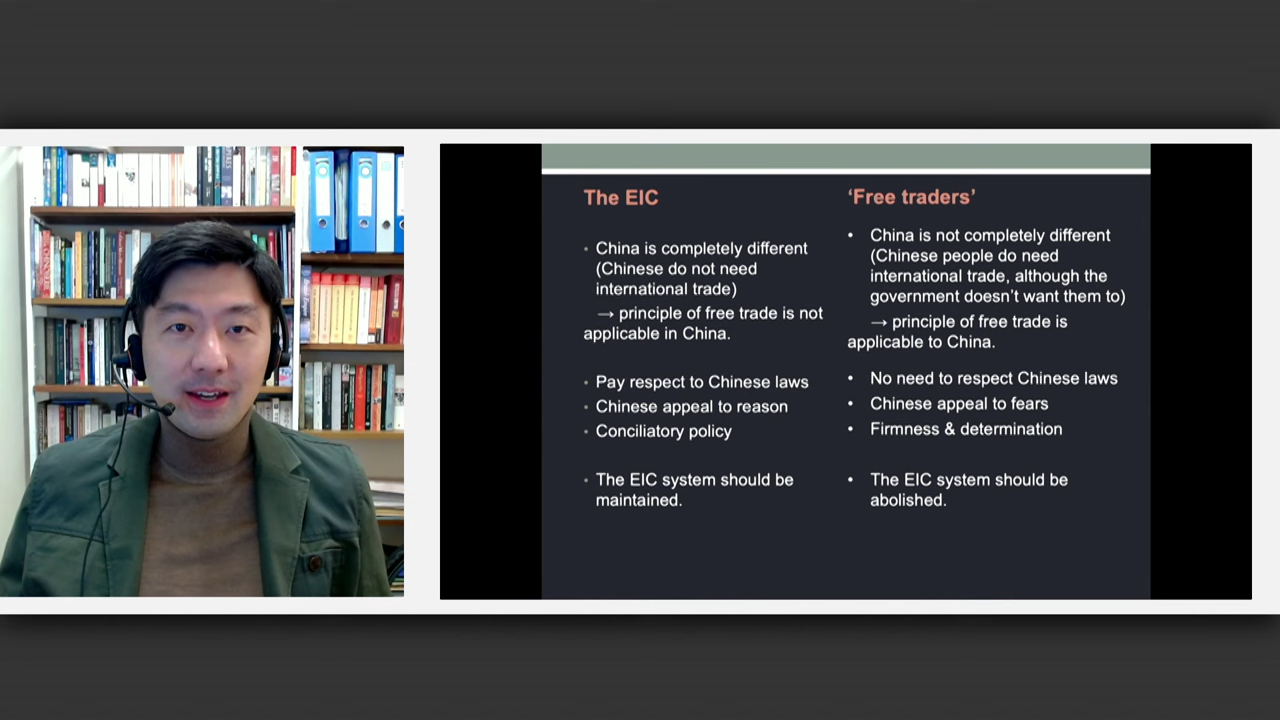 The EIC
• China is completely different
(Chinese do not need
international trade)
→ principle of free trade is not
applicable in China.
• Pay respect to Chinese laws
• Chinese appeal to reason
• Conciliatory policy
• The EIC system should be
maintained.
‘Free traders’
• China is not completely different
(Chinese people do need
international trade, although the
government doesn’t want them to)
→ principle of free trade is
applicable to China.
• No need to respect Chinese laws
• Chinese appeal to fears
• Firmness & determination
• The EIC system should be
abolished.